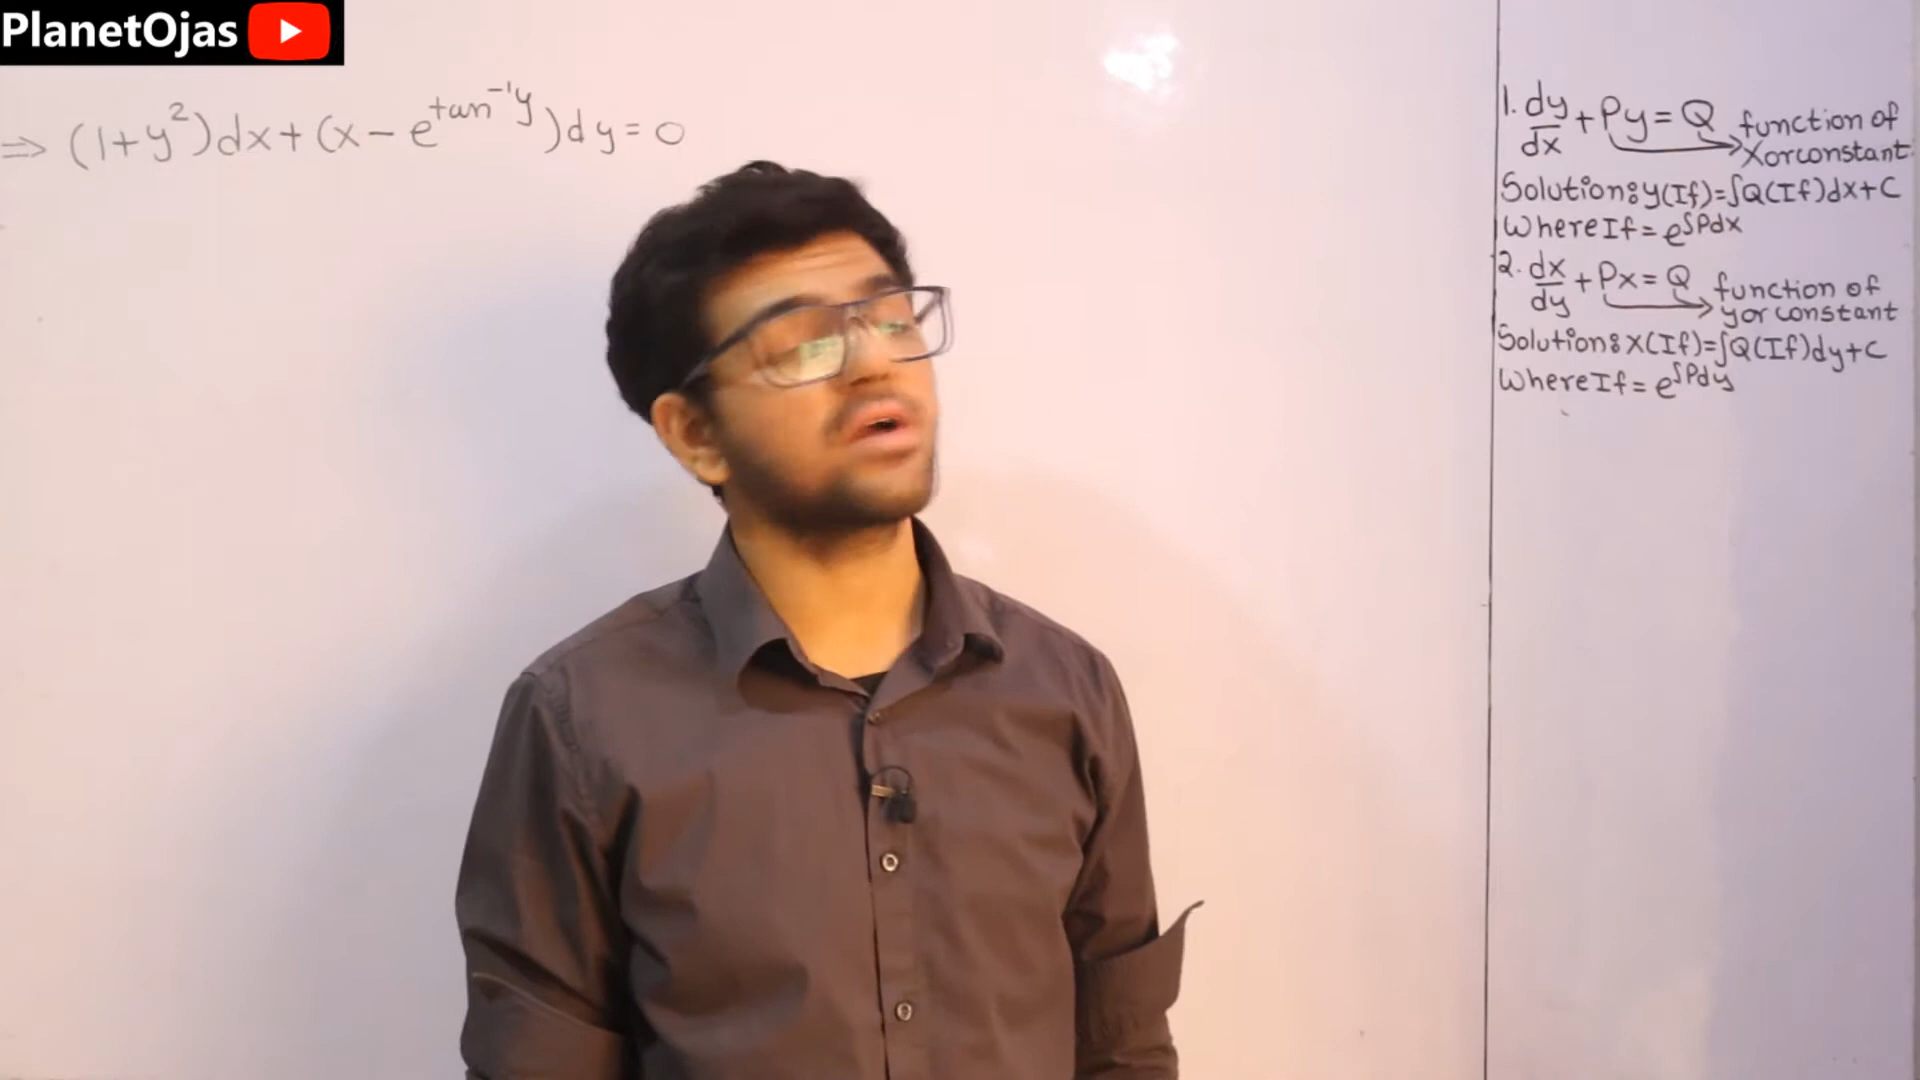 PlanetOjas
⇒ (1+y²)dx+(x-e^{tan⁻¹y})dy=0
1. dy/dx + Py = Q function of
x or constant
Solution: y(If)=∫Q(If)dx+C
Where If = e^{∫Pdx}
2. dx/dy + Px = Q function of
y or constant
Solution: x(If)=∫Q(If)dy+C
Where If = e^{∫Pdy}